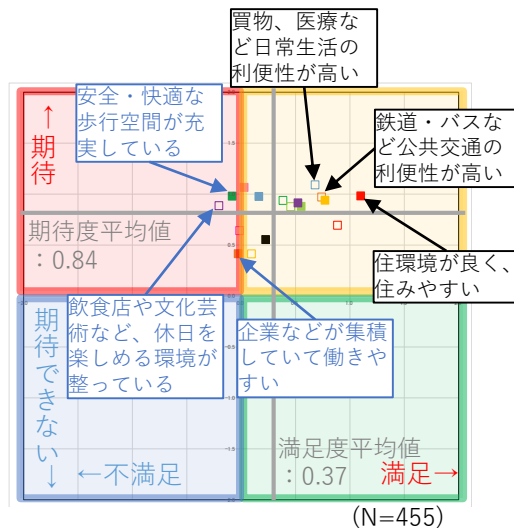 買物、医療な
ど日常生活の
利便性が高い
安全・快適な
歩行空間が充
実している
鉄道・バスな
ど公共交通の
利便性が高い
↑期待
期待度平均値
：0.84
住環境が良く、
住みやすい
飲食店や文化芸
術など、休日を
楽しめる環境が
整っている
企業などが集積
していて働きや
すい
期待できない↓
←不満足
満足度平均値
：0.37
満足→
(N=455)